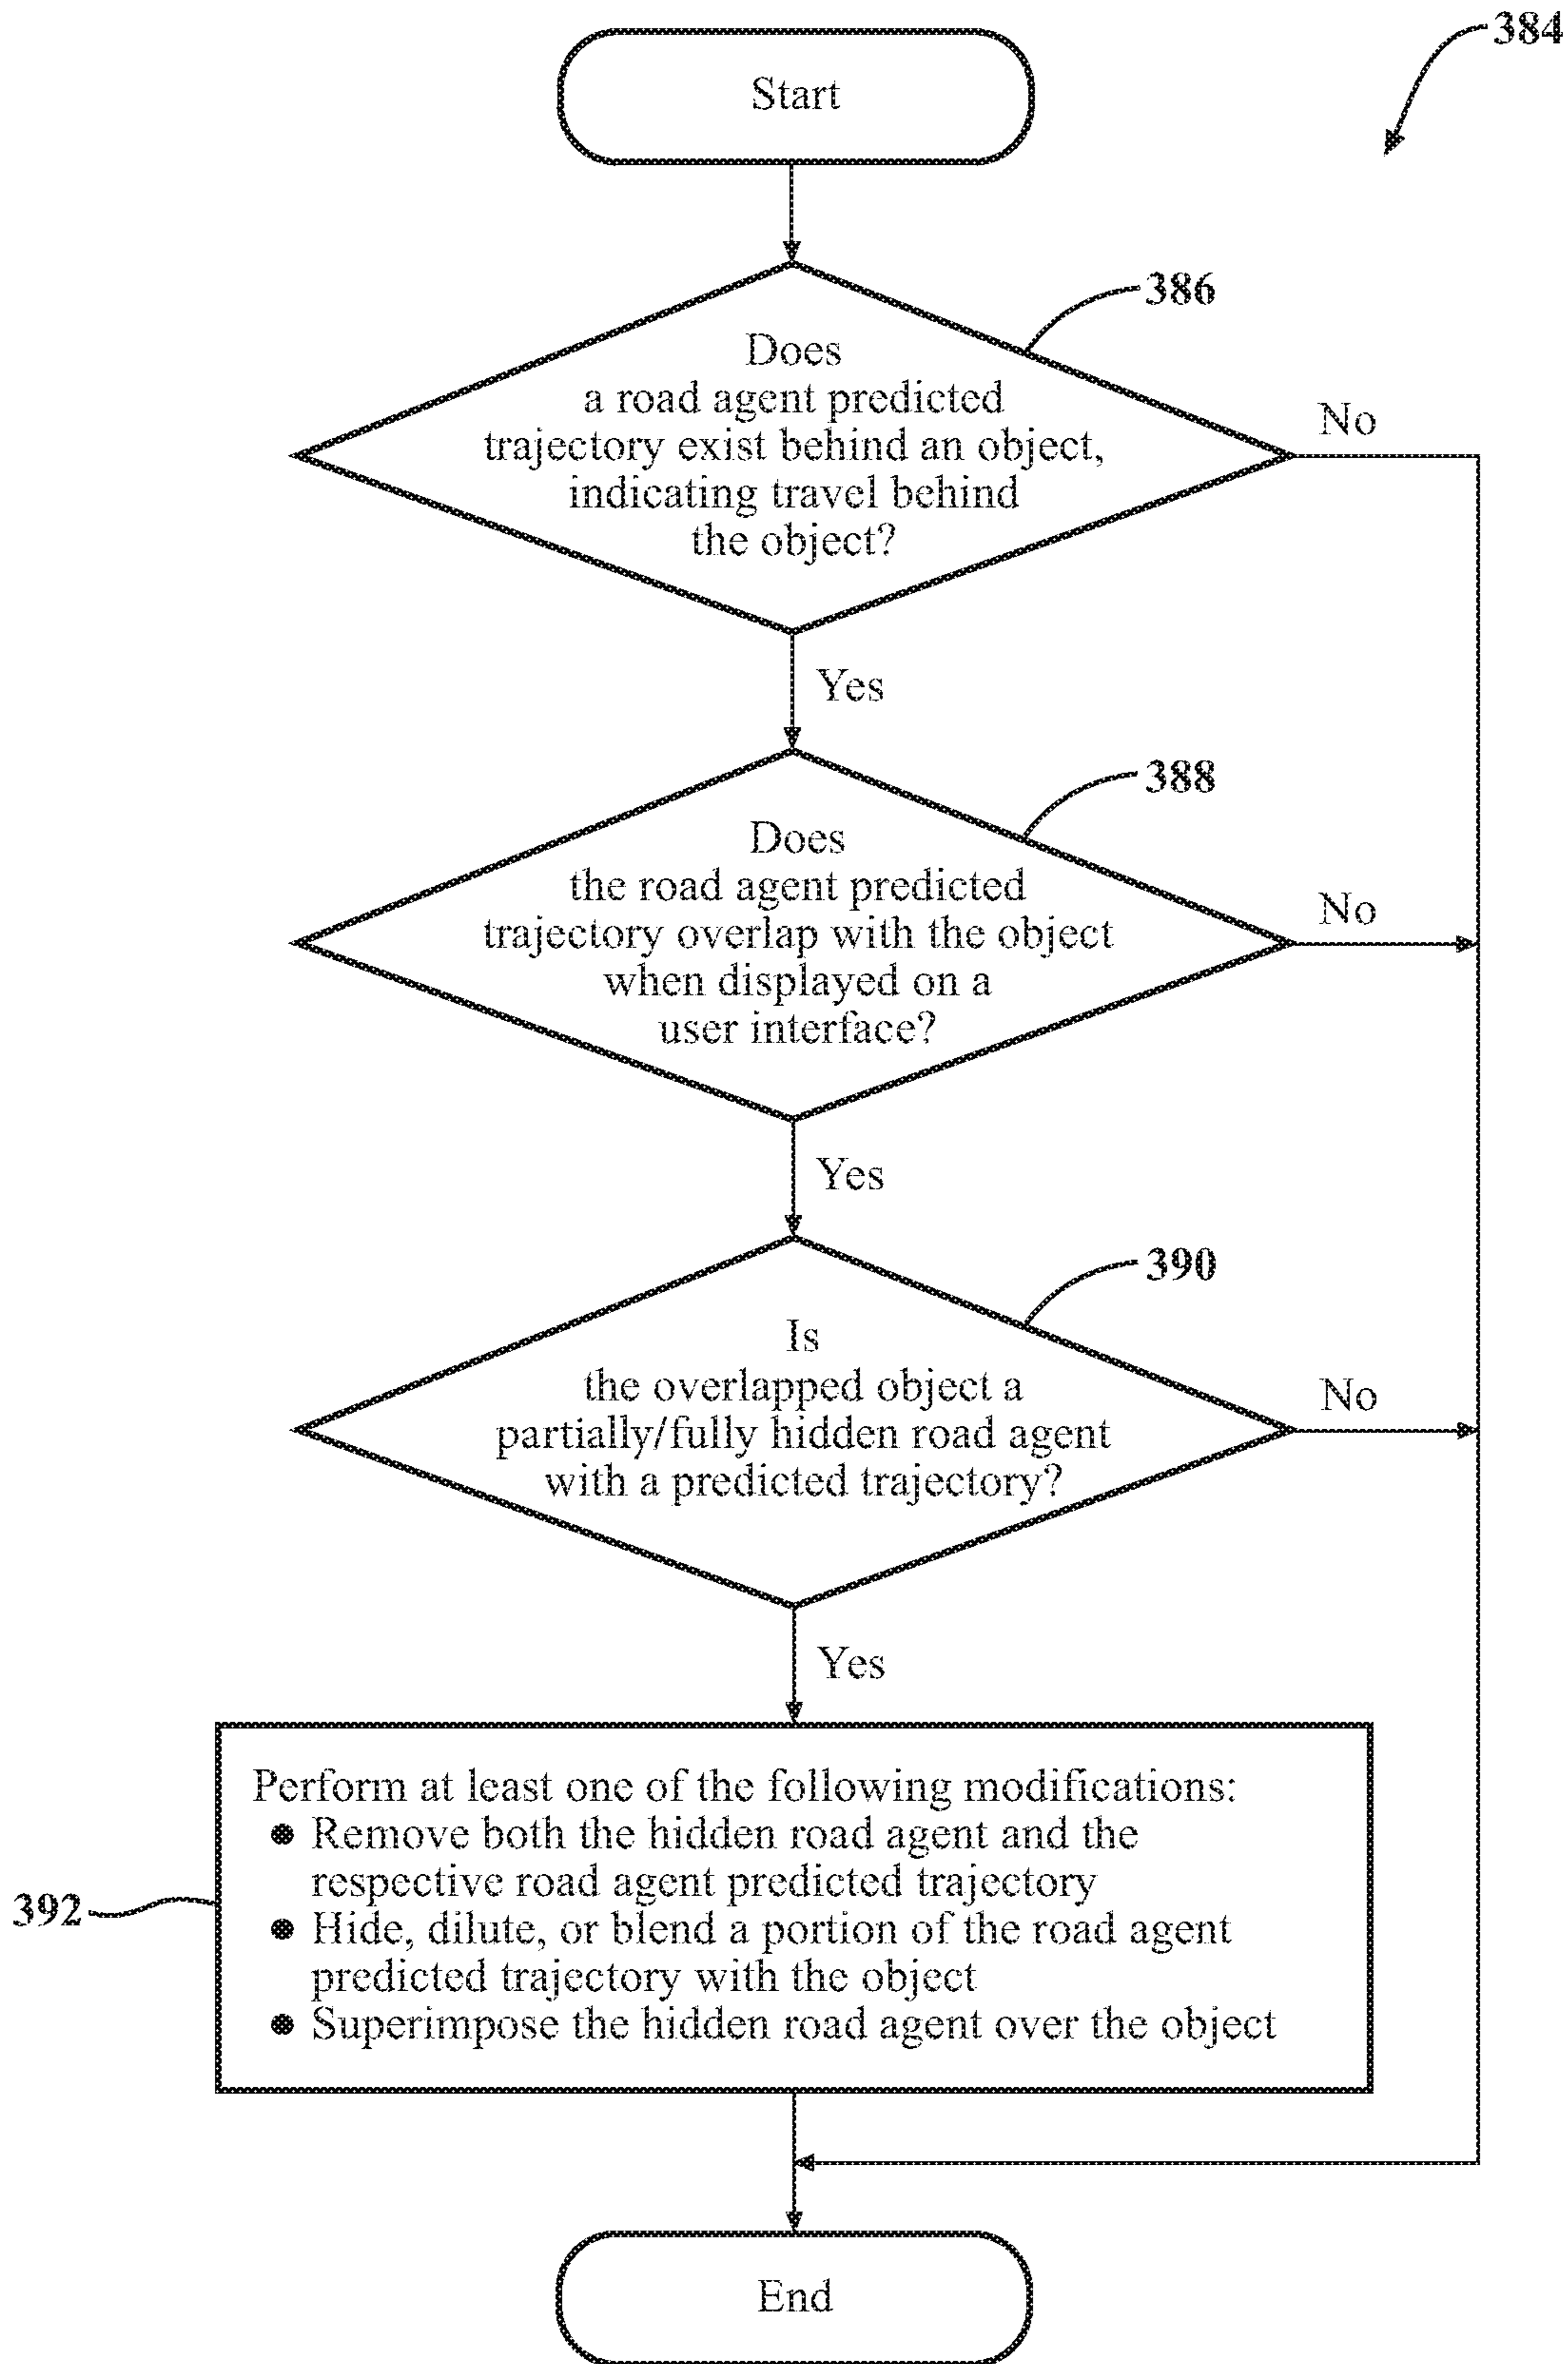 384
Start
386
Does
a road agent predicted
trajectory exist behind an object,
indicating travel behind
the object?
No
Yes
388
Does
the road agent predicted
trajectory overlap with the object
when displayed on a
user interface?
No
Yes
390
Is
the overlapped object a
partially/fully hidden road agent
with a predicted trajectory?
No
Yes
392
Perform at least one of the following modifications:
● Remove both the hidden road agent and the
respective road agent predicted trajectory
● Hide, dilute, or blend a portion of the road agent
predicted trajectory with the object
● Superimpose the hidden road agent over the object
End